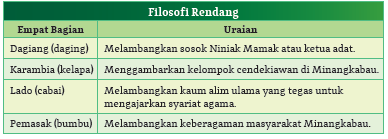 Filosofi Rendang
Empat Bagian Uraian
Dagiang (daging) Melambangkan sosok Niniak Mamak atau ketua adat.
Karambia (kelapa) Menggambarkan kelompok cendekiawan di Minangkabau.
Lado (cabai) Melambangkan kaum alim ulama yang tegas untuk
mengajarkan syariat agama.
Pemasak (bumbu) Melambangkan keberagaman masyarakat Minangkabau.